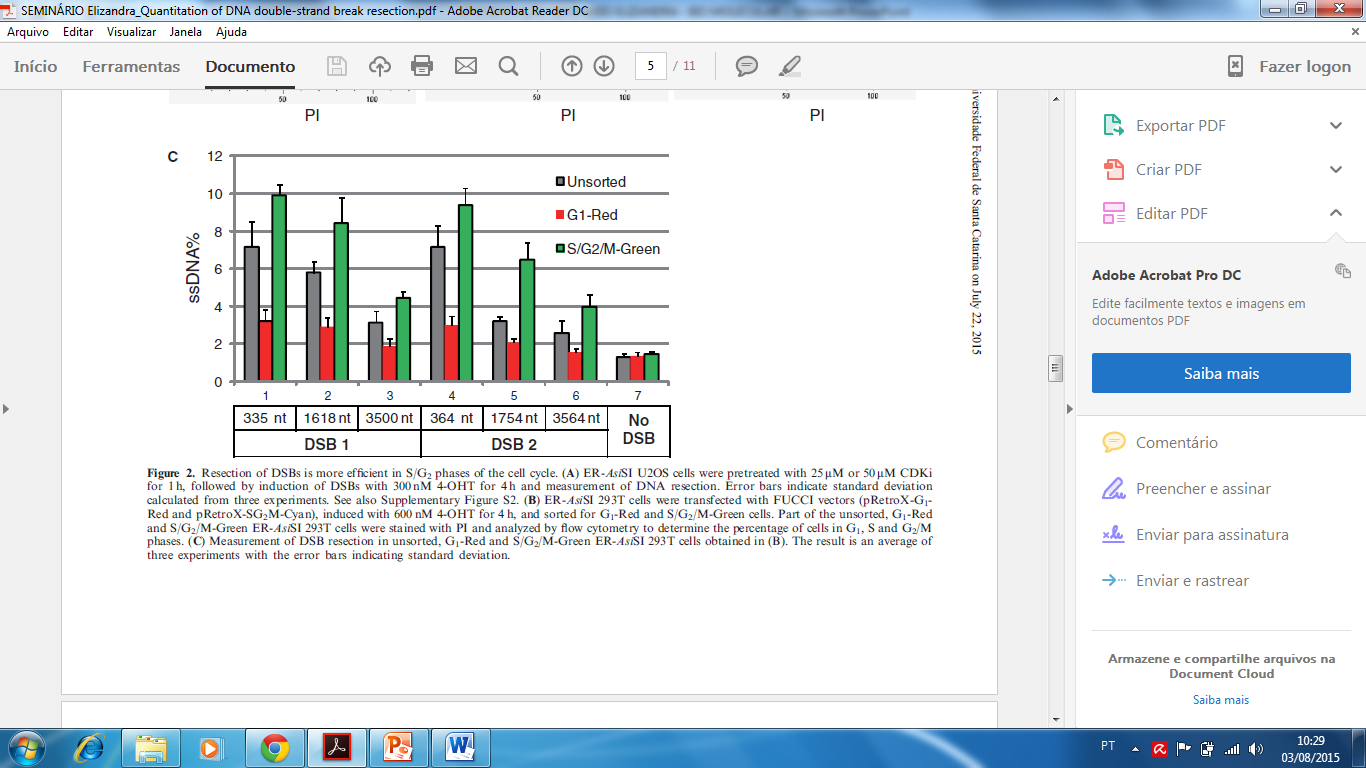 SEMINÁRIO Elizandra_Quantitation of DNA double-strand break resection.pdf - Adobe Acrobat Reader DC
Arquivo Editar Visualizar Janela Ajuda
Início Ferramentas Documento 5 / 11 Fazer logon
50 100 50 100 50 100
PI PI PI
niversidade Federal de Santa Catarina on July 22, 2015
C
ssDNA%
12
10
8
6
4
2
0
Unsorted
G1-Red
S/G2/M-Green
1 2 3 4 5 6 7
335 nt 1618 nt 3500 nt 364 nt 1754 nt 3564 nt No DSB
DSB 1 DSB 2
Figure 2. Resection of DSBs is more efficient in S/G2 phases of the cell cycle. (A) ER-AsiSI U2OS cells were pretreated with 25 μM or 50 μM CDKi
for 1 h, followed by induction of DSBs with 300 nM 4-OHT for 4 h and measurement of DNA resection. Error bars indicate standard deviation
calculated from three experiments. See also Supplementary Figure S2. (B) ER-AsiSI 293T cells were transfected with FUCCI vectors (pRetroX-G1-
Red and pRetroX-SG2M-Cyan), induced with 600 nM 4-OHT for 4 h, and sorted for G1-Red and S/G2/M-Green cells. Part of the unsorted, G1-Red
and S/G2/M-Green ER-AsiSI 293T cells were stained with PI and analyzed by flow cytometry to determine the percentage of cells in G1, S and G2/M
phases. (C) Measurement of DSB resection in unsorted, G1-Red and S/G2/M-Green ER-AsiSI 293T cells obtained in (B). The result is an average of
three experiments with the error bars indicating standard deviation.
Exportar PDF
Criar PDF
Editar PDF
Adobe Acrobat Pro DC
Edite facilmente textos e imagens em
documentos PDF
Saiba mais
Comentário
Preencher e assinar
Enviar para assinatura
Enviar e rastrear
Armazene e compartilhe arquivos na
Document Cloud
Saiba mais
PT 10:29
03/08/2015